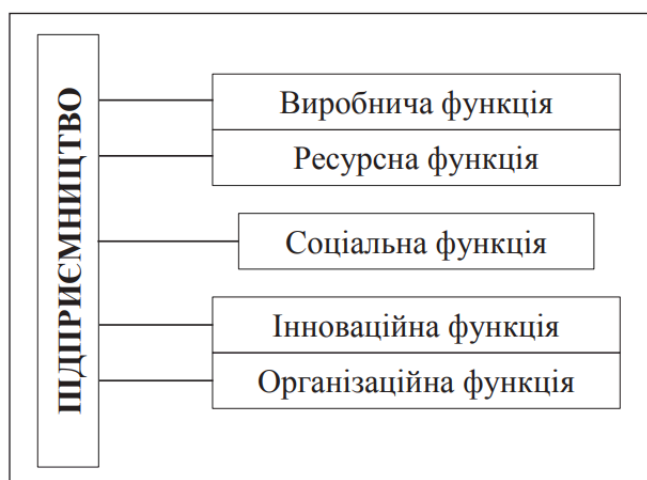 ПІДПРИЄМНИЦТВО
Виробнича функція
Ресурсна функція
Соціальна функція
Інноваційна функція
Організаційна функція